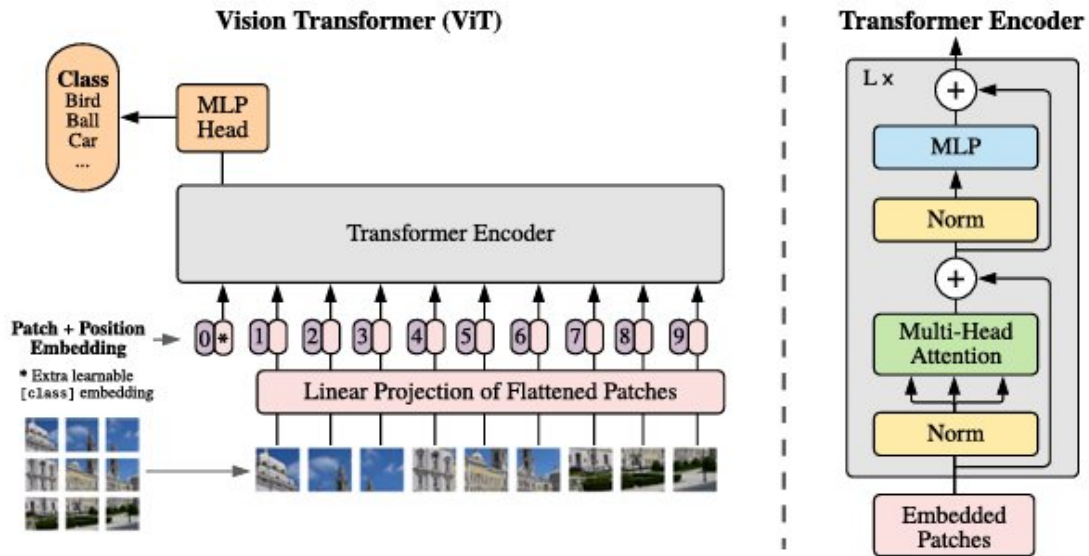 Vision Transformer (ViT)
Class
Bird
Ball
Car
...
MLP
Head
Transformer Encoder
Patch + Position
Embedding
0 * 1 2 3 4 5 6 7 8 9
* Extra learnable
[class] embedding
Linear Projection of Flattened Patches
Transformer Encoder
L x
+
MLP
Norm
+
Multi-Head
Attention
Norm
Embedded
Patches